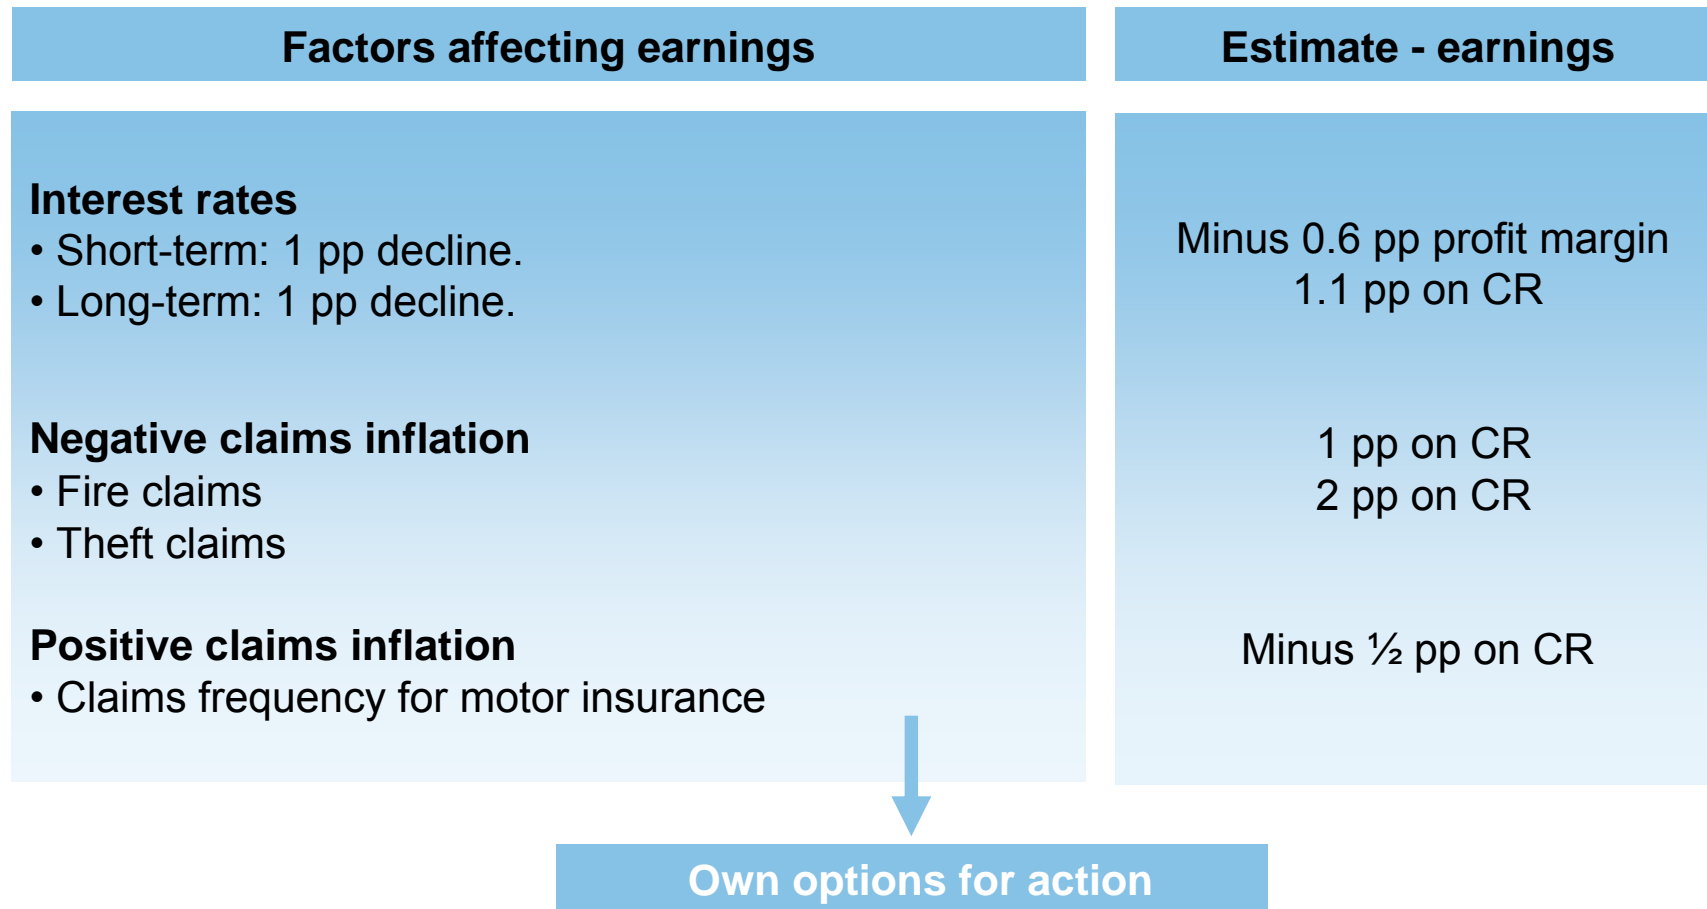 Factors affecting earnings
Estimate - earnings
Interest rates
• Short-term: 1 pp decline.
• Long-term: 1 pp decline.
Minus 0.6 pp profit margin
1.1 pp on CR
Negative claims inflation
• Fire claims
• Theft claims
1 pp on CR
2 pp on CR
Positive claims inflation
• Claims frequency for motor insurance
Minus ½ pp on CR
Own options for action